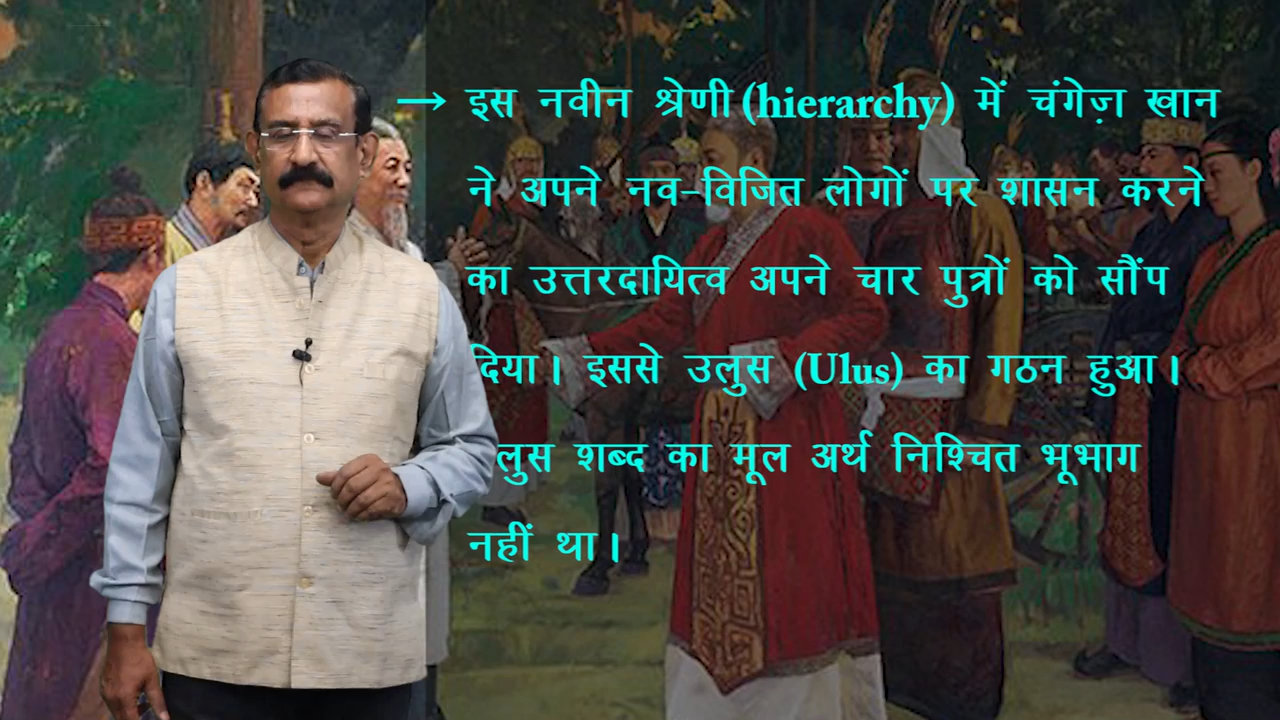 → इस नवीन श्रेणी (hierarchy) में चंगेज़ खान
ने अपने नव-विजित लोगों पर शासन करने
का उत्तरदायित्व अपने चार पुत्रों को सौंप
दिया। इससे उलुस (Ulus) का गठन हुआ।
लुस शब्द का मूल अर्थ निश्चित भूभाग
नहीं था।